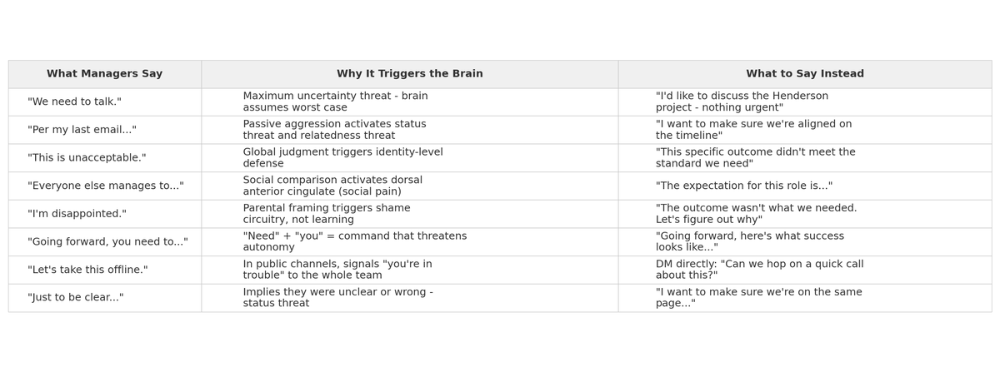 What Managers Say
Why It Triggers the Brain
What to Say Instead
"We need to talk."
Maximum uncertainty threat - brain
assumes worst case
"I'd like to discuss the Henderson
project - nothing urgent"
"Per my last email..."
Passive aggression activates status
threat and relatedness threat
"I want to make sure we're aligned on
the timeline"
"This is unacceptable."
Global judgment triggers identity-level
defense
"This specific outcome didn't meet the
standard we need"
"Everyone else manages to..."
Social comparison activates dorsal
anterior cingulate (social pain)
"The expectation for this role is..."
"I'm disappointed."
Parental framing triggers shame
circuitry, not learning
"The outcome wasn't what we needed.
Let's figure out why"
"Going forward, you need to..."
"Need" + "you" = command that threatens
autonomy
"Going forward, here's what success
looks like..."
"Let's take this offline."
In public channels, signals "you're in
trouble" to the whole team
DM directly: "Can we hop on a quick call
about this?"
"Just to be clear..."
Implies they were unclear or wrong -
status threat
"I want to make sure we're on the same
page..."